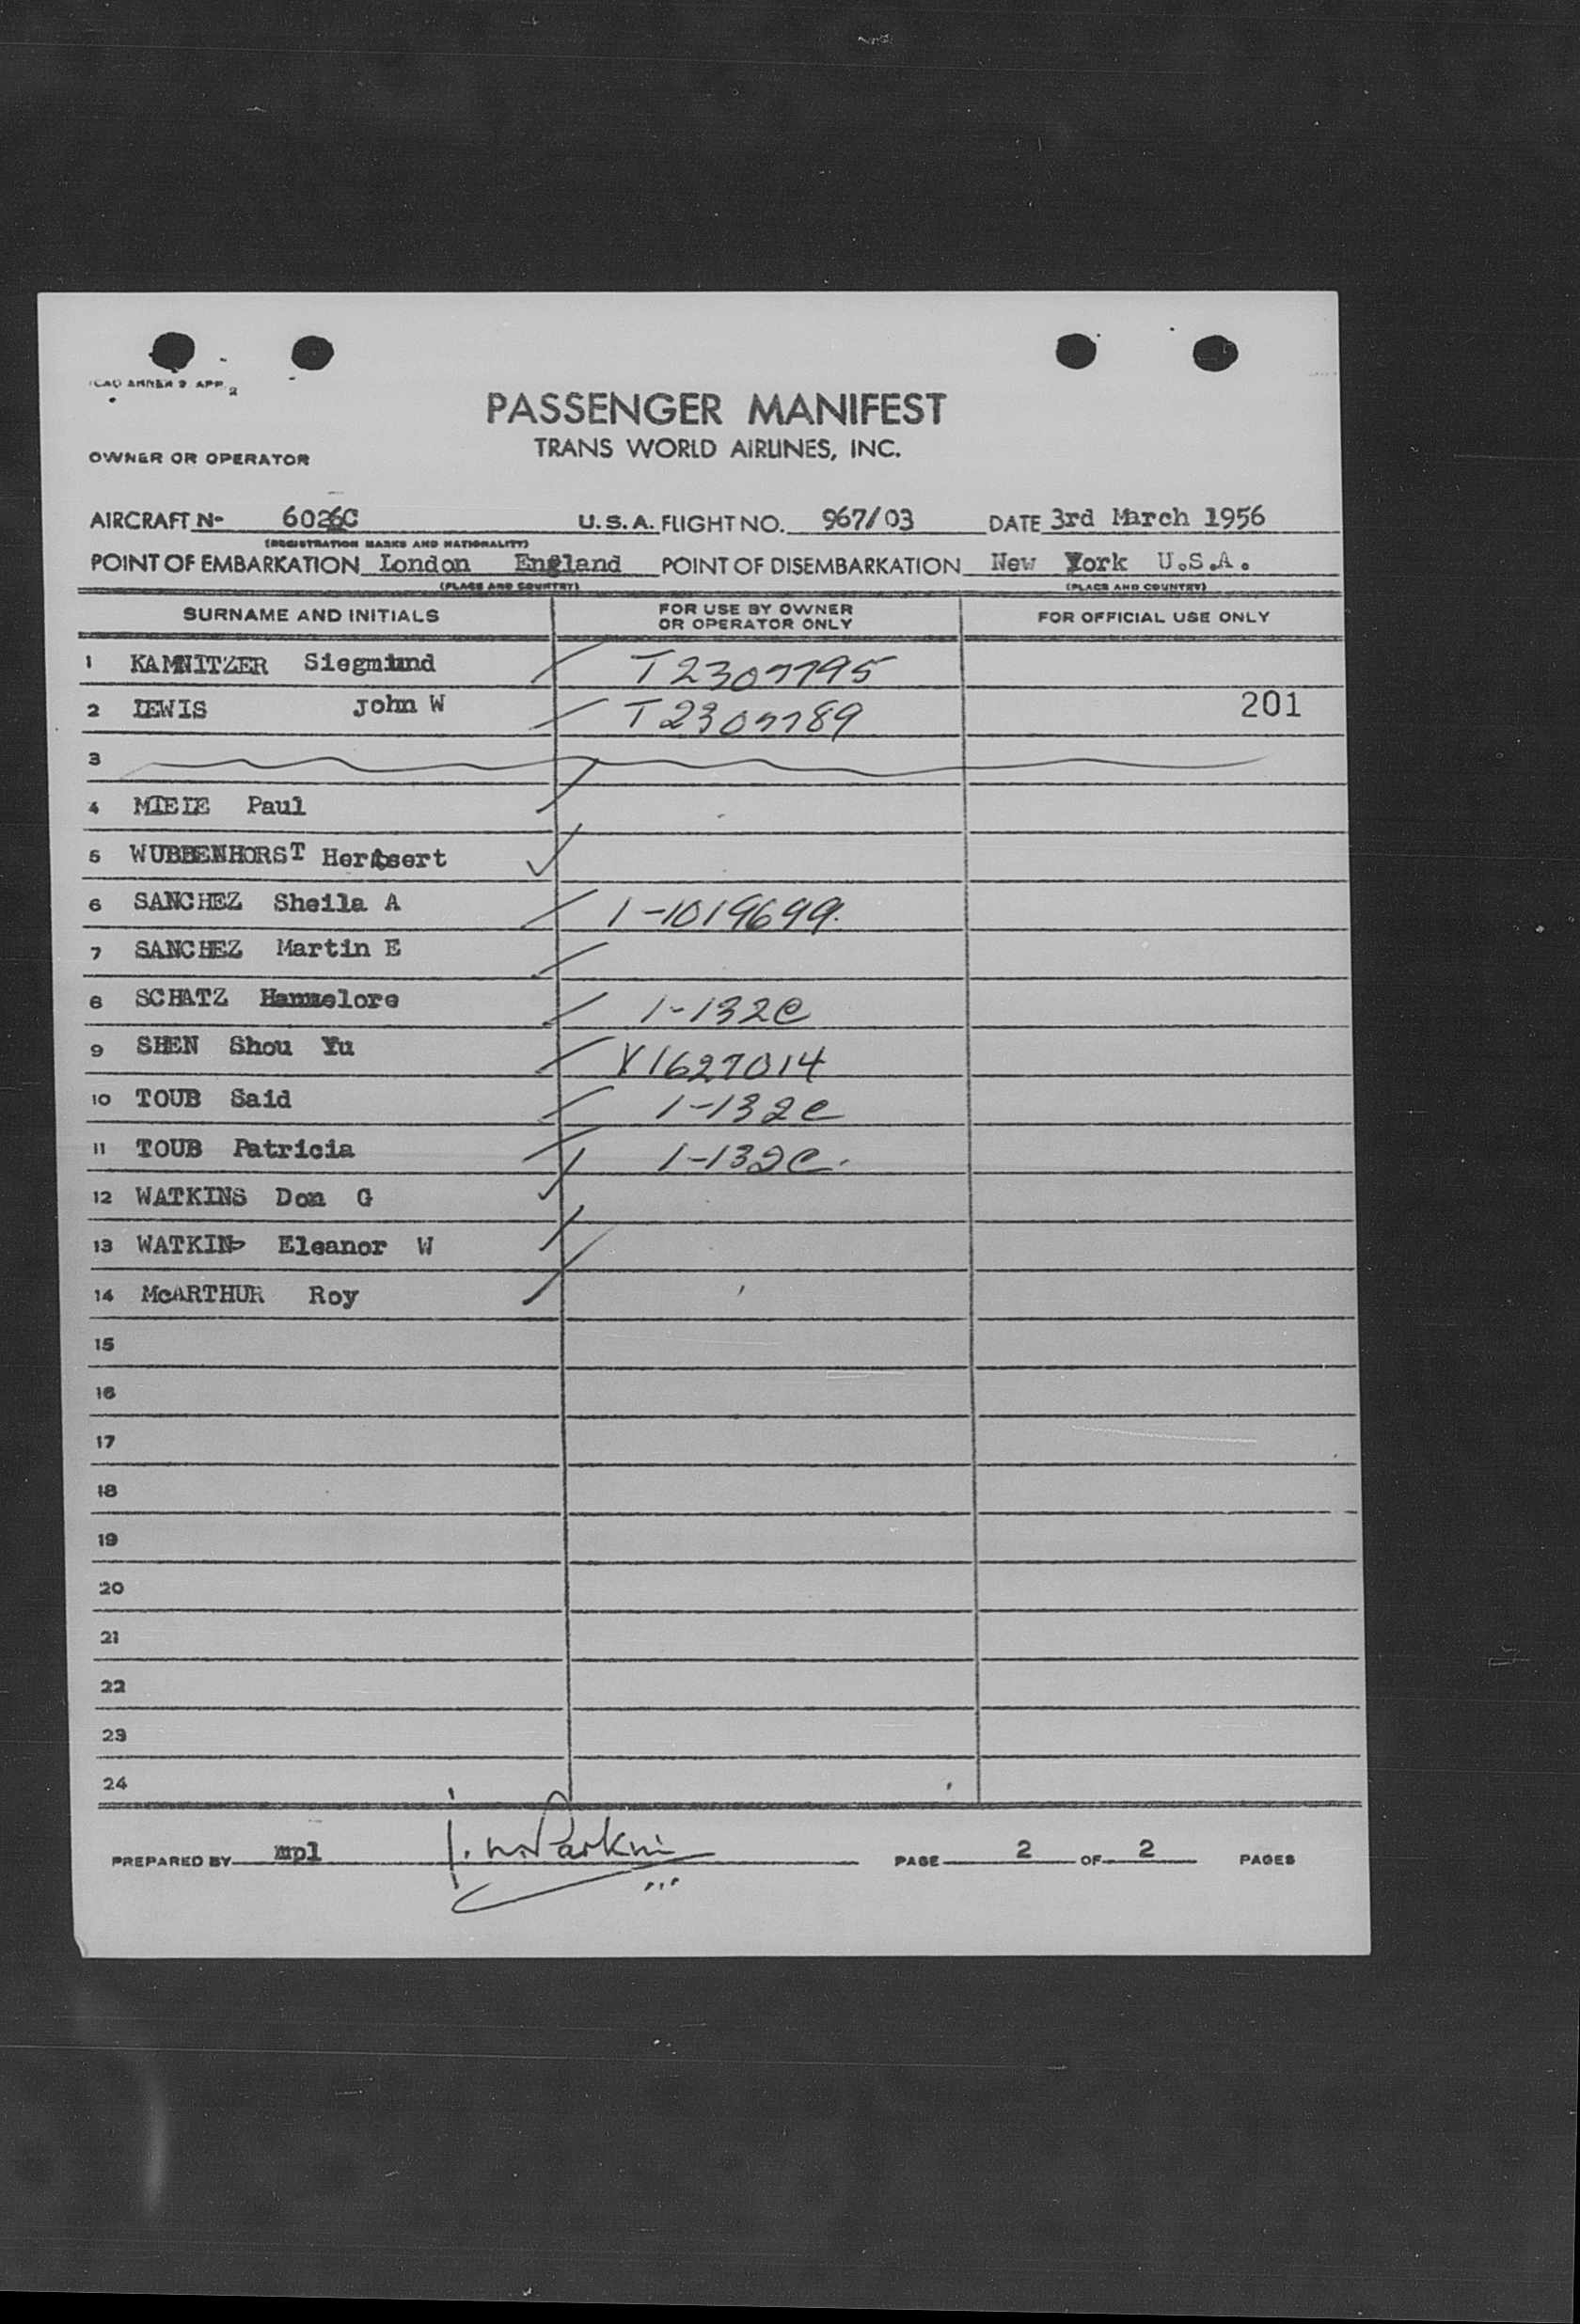 ICAO ANNEX 9 APP. 2
PASSENGER MANIFEST
TRANS WORLD AIRLINES, INC.
OWNER OR OPERATOR
AIRCRAFT N- 6026C U.S.A. FLIGHT NO. 967/03 DATE 3rd March 1956
(REGISTRATION MARKS AND NATIONALITY)
POINT OF EMBARKATION London England POINT OF DISEMBARKATION New York U.S.A.
(PLACE AND COUNTRY) (PLACE AND COUNTRY)
SURNAME AND INITIALS FOR USE BY OWNER OR OPERATOR ONLY FOR OFFICIAL USE ONLY
1 KAMNITZER Siegmund T2307795
2 LEWIS John W T2307789 201
3
4 MIELE Paul
5 WUBBENHORST Herbert
6 SANCHEZ Sheila A 1-1019699.
7 SANCHEZ Martin E
8 SCHATZ Hannelore 1-132C
9 SHEN Shou Yu V1627014
10 TOUB Said 1-132C
11 TOUB Patricia 1-132C.
12 WATKINS Don G
13 WATKINS Eleanor W
14 McARTHUR Roy
15
16
17
18
19
20
21
22
23
24
PREPARED BY mpl PAGE 2 OF 2 PAGES